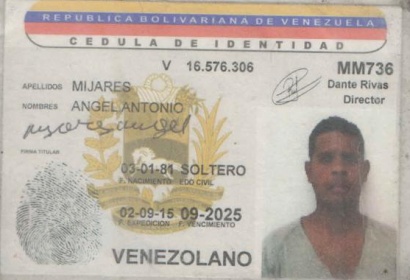 REPUBLICA BOLIVARIANA DE VENEZUELA
CEDULA DE IDENTIDAD
V 16.576.306
MM736
Dante Rivas
Director
APELLIDOS MIJARES
NOMBRES ANGEL ANTONIO
FIRMA TITULAR
03-01-81 SOLTERO
F. NACIMIENTO EDO CIVIL
02-09-15 09-2025
F. EXPEDICION F. VENCIMIENTO
VENEZOLANO